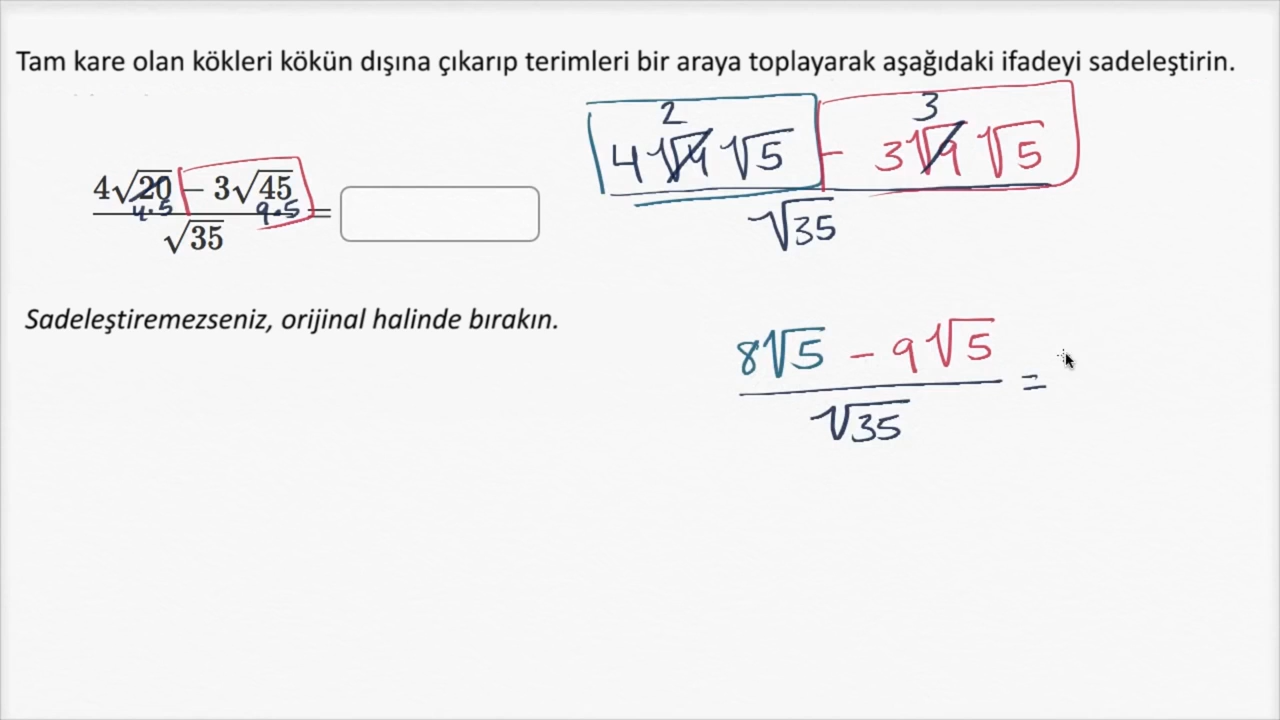 Tam kare olan kökleri kökün dışına çıkarıp terimleri bir araya toplayarak aşağıdaki ifadeyi sadeleştirin.
4√20 − 3√45
4·5 9·5
√35
=
2 3
4√4 √5 − 3√9 √5
√35
Sadeleştiremezseniz, orijinal halinde bırakın.
8√5 − 9√5
√35
=